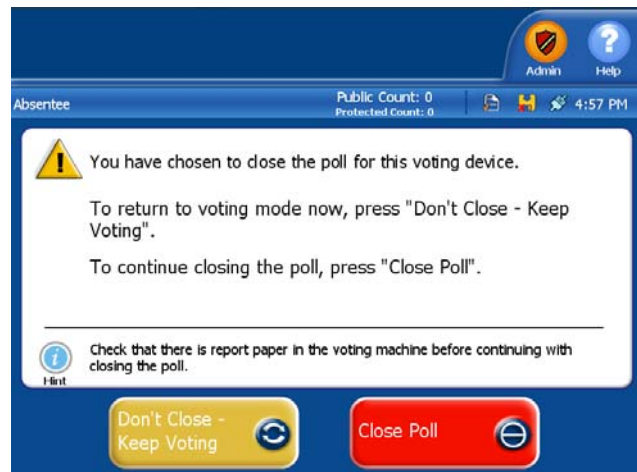 Admin
Help
Absentee
Public Count: 0
Protected Count: 0
4:57 PM
You have chosen to close the poll for this voting device.
To return to voting mode now, press "Don't Close - Keep
Voting".
To continue closing the poll, press "Close Poll".
Hint
Check that there is report paper in the voting machine before continuing with
closing the poll.
Don't Close -
Keep Voting
Close Poll